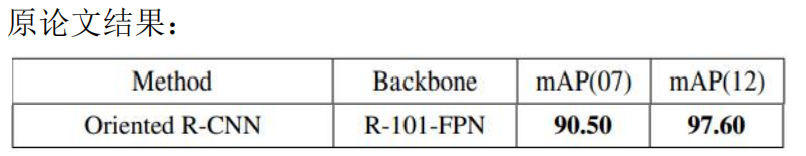 原论文结果：
Method Backbone mAP(07) mAP(12)
Oriented R-CNN R-101-FPN 90.50 97.60